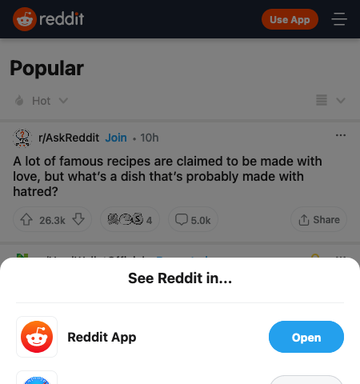 reddit
Use App
Popular
Hot
r/AskReddit Join • 10h
A lot of famous recipes are claimed to be made with
love, but what's a dish that's probably made with
hatred?
26.3k
4
5.0k
Share
See Reddit in...
Reddit App
Open